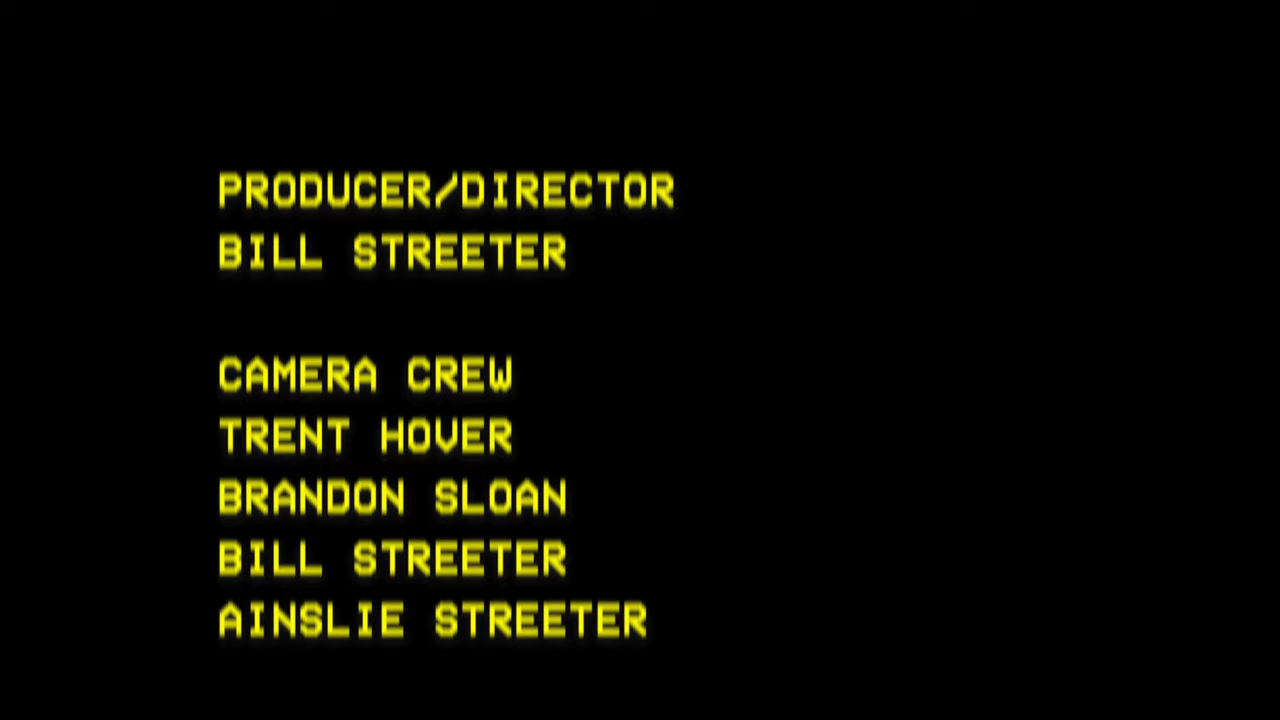 PRODUCER/DIRECTOR
BILL STREETER
CAMERA CREW
TRENT HOVER
BRANDON SLOAN
BILL STREETER
AINSLIE STREETER